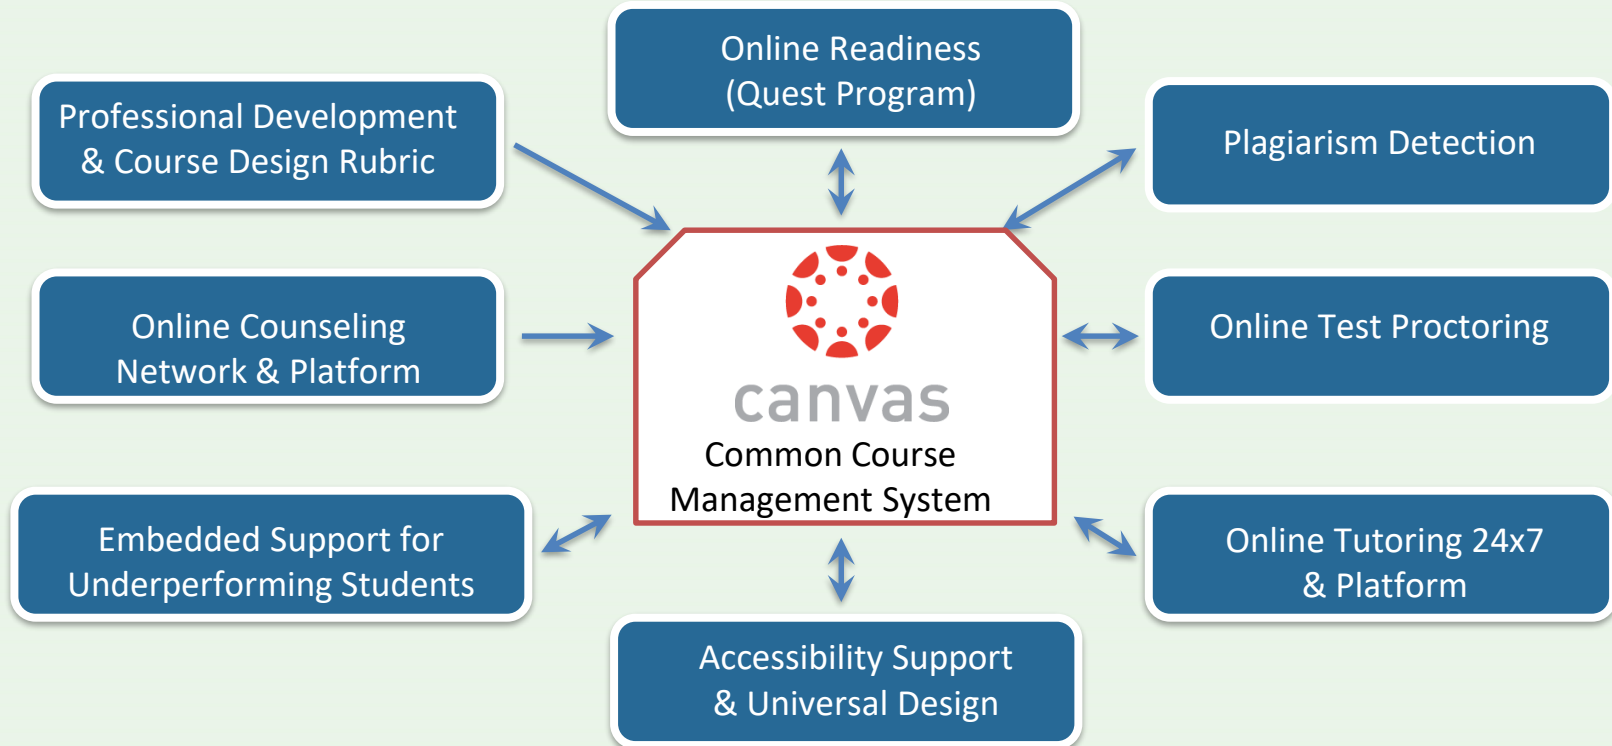 Online Readiness
(Quest Program)
Professional Development
& Course Design Rubric
Plagiarism Detection
Online Counseling
Network & Platform
canvas
Common Course
Management System
Online Test Proctoring
Embedded Support for
Underperforming Students
Online Tutoring 24x7
& Platform
Accessibility Support
& Universal Design